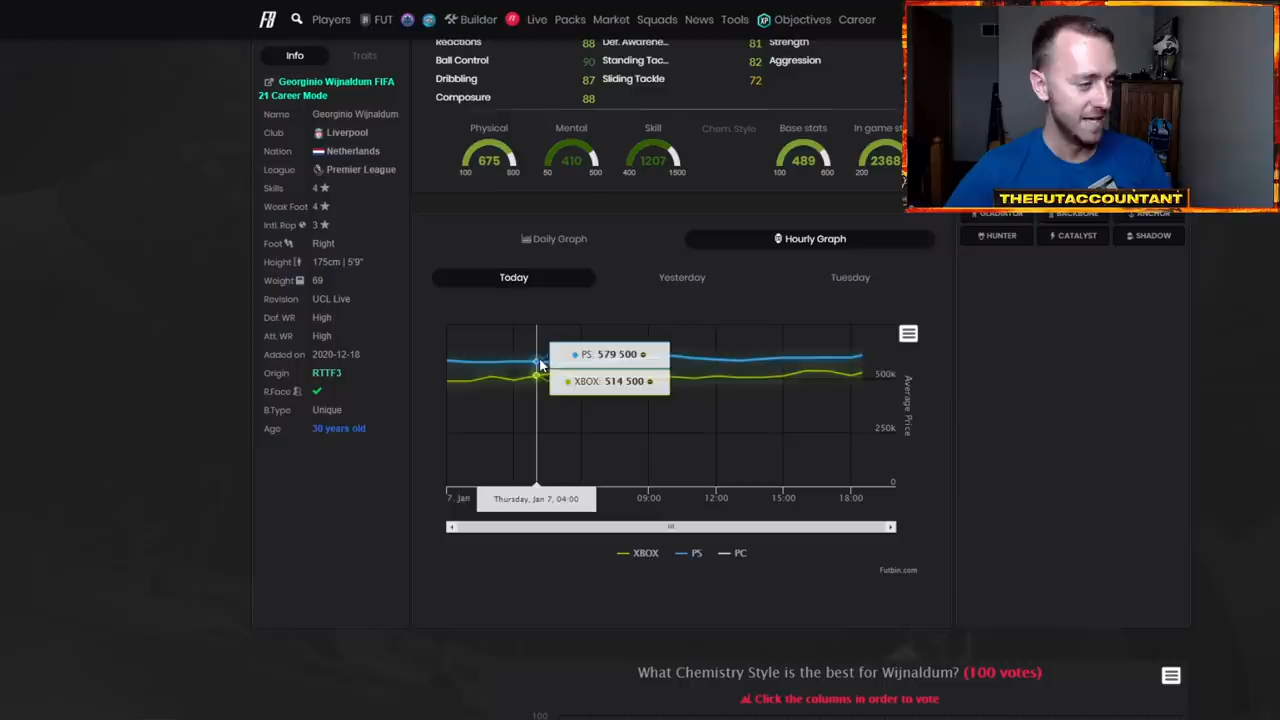 Players FUT Builder Live Packs Market Squads News Tools XP Objectives Career
THEFUTACCOUNTANT
Info Traits
Georginio Wijnaldum FIFA
21 Career Mode
Name Georginio Wijnaldum
Club Liverpool
Nation Netherlands
League Premier League
Skills 4
Weak Foot 4
Intl.Rep 3
Foot Right
Height 175cm | 5'9"
Weight 69
Revision UCL Live
Def. WR High
Att. WR High
Added on 2020-12-18
Origin RTTF3
R.Face
B.Type Unique
Age 30 years old
Reactions 88 Def. Awarene... 81 Strength
Ball Control 90 Standing Tac... 82 Aggression
Dribbling 87 Sliding Tackle 72
Composure 88
Physical Mental Skill Chem. Style Base stats In game st
675 410 1207 489 2368
100 800 50 500 400 1500 100 600 200
GLADIATOR BACKBONE ANCHOR
HUNTER CATALYST SHADOW
Daily Graph Hourly Graph
Today Yesterday Tuesday
PS: 579 500
XBOX: 514 500
500k
250k
0
Average Price
Thursday, Jan 7, 04:00
7. Jan 09:00 12:00 15:00 18:00
XBOX PS PC
Futbin.com
What Chemistry Style is the best for Wijnaldum? (100 votes)
Click the columns in order to vote
100